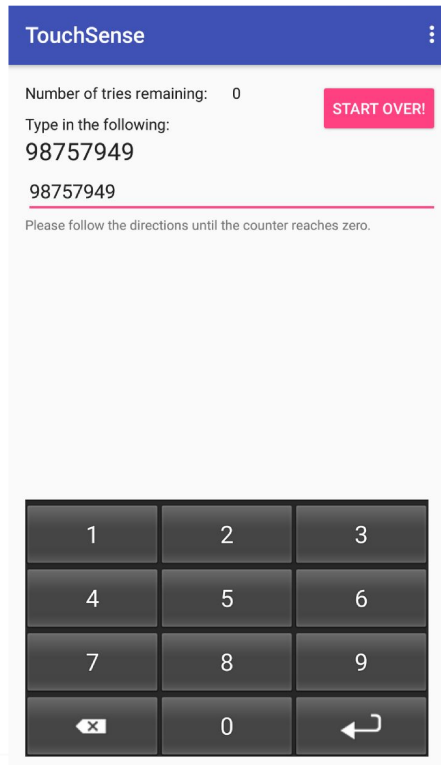 TouchSense
Number of tries remaining: 0
START OVER!
Type in the following:
98757949
98757949
Please follow the directions until the counter reaches zero.
1 2 3
4 5 6
7 8 9
0